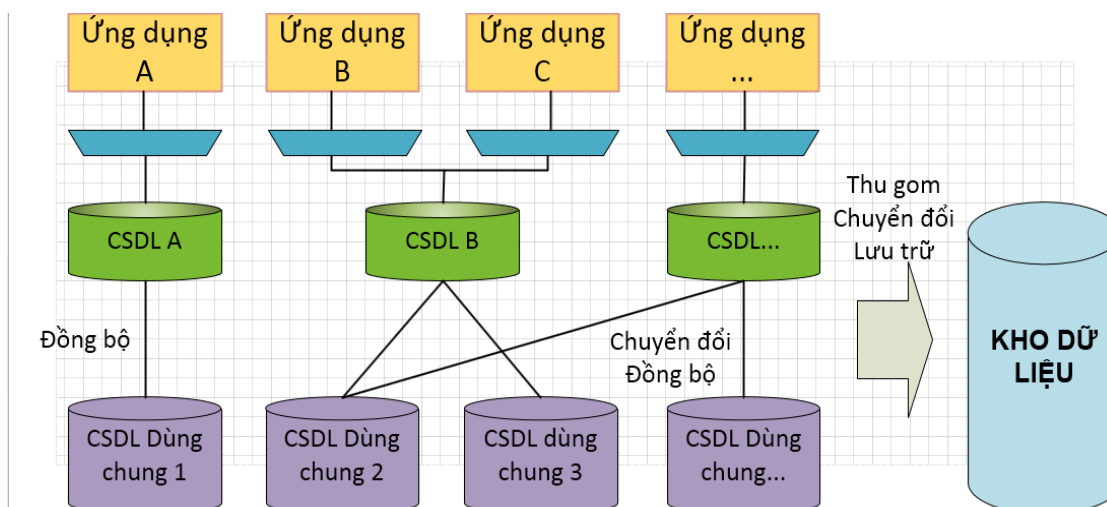 Ứng dụng
A
Ứng dụng
B
Ứng dụng
C
Ứng dụng
...
CSDL A
CSDL B
CSDL...
Thu gom
Chuyển đổi
Lưu trữ
Đồng bộ
Chuyển đổi
Đồng bộ
KHO DỮ
LIỆU
CSDL Dùng
chung 1
CSDL Dùng
chung 2
CSDL dùng
chung 3
CSDL Dùng
chung...